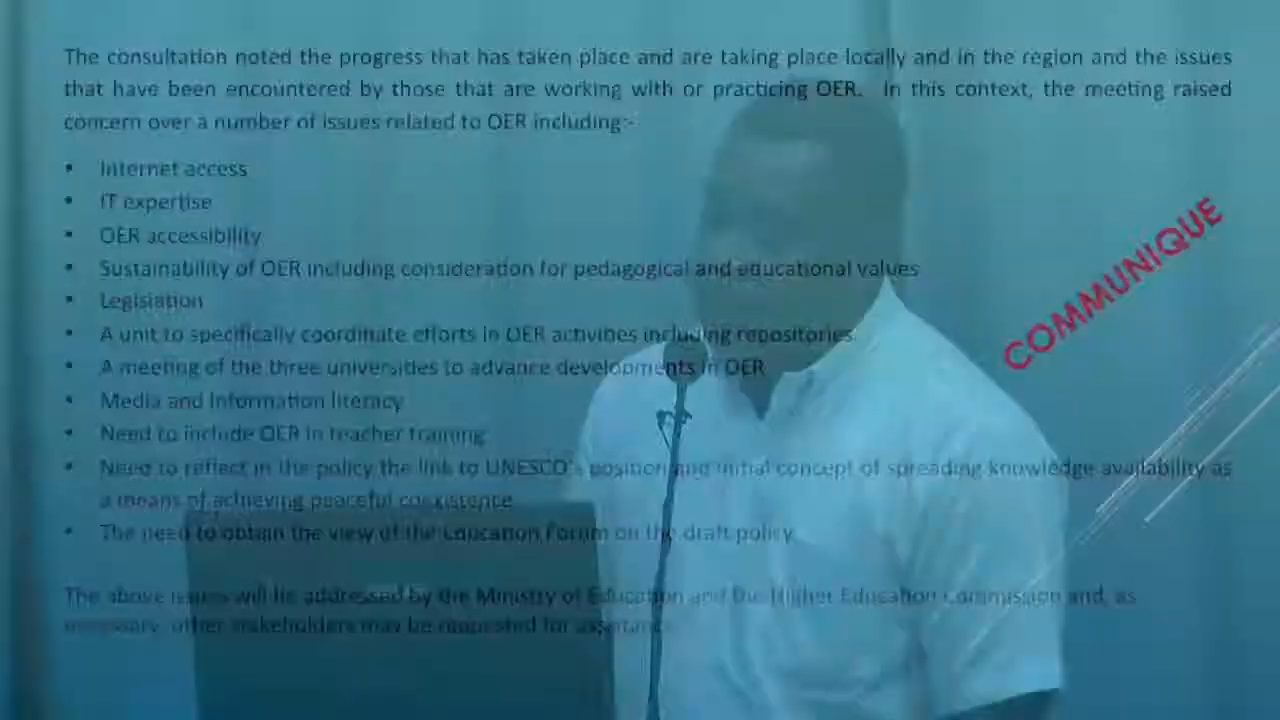 The consultation noted the progress that has taken place and are taking place locally and in the region and the issues
that have been encountered by those that are working with or practicing OER. In this context, the meeting raised
concern over a number of issues related to OER including:-
• Internet access
• IT expertise
• OER accessibility
• Sustainability of OER including consideration for pedagogical and educational values
• Legislation
• A unit to specifically coordinate efforts in OER activities including repositories
• A meeting of the three universities to advance developments in OER
• Media and Information literacy
• Need to include OER in teacher training
• Need to reflect in the policy the link to UNESCO's position and initial concept of spreading knowledge availability as
a means of achieving peaceful coexistence
• The need to obtain the view of the Education Forum on the draft policy
The above issues will be addressed by the Ministry of Education and the Higher Education Commission and, as
necessary, other stakeholders may be requested for assistance
COMMUNIQUE